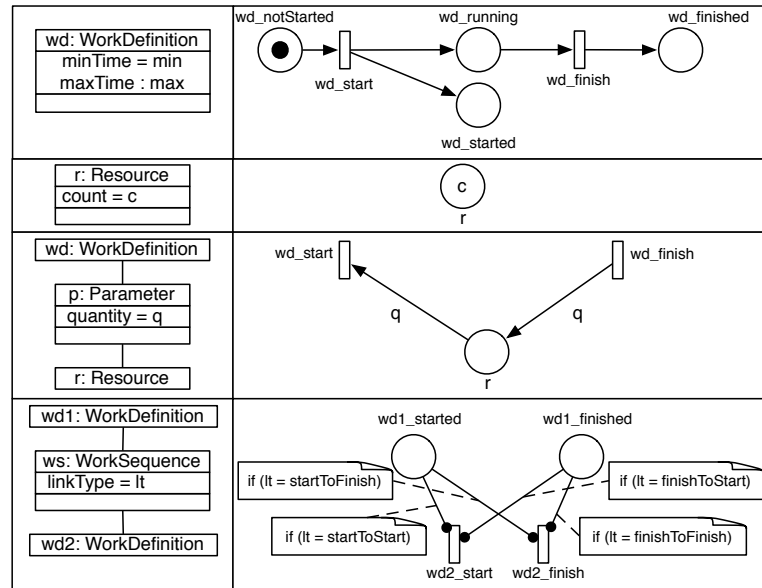 wd: WorkDefinition
minTime = min
maxTime : max
wd_notStarted
wd_running
wd_finished
wd_start
wd_finish
wd_started
r: Resource
count = c
c
r
wd: WorkDefinition
p: Parameter
quantity = q
r: Resource
wd_start
wd_finish
q
q
r
wd1: WorkDefinition
ws: WorkSequence
linkType = lt
wd2: WorkDefinition
wd1_started
wd1_finished
if (lt = startToFinish)
if (lt = finishToStart)
if (lt = startToStart)
if (lt = finishToFinish)
wd2_start
wd2_finish